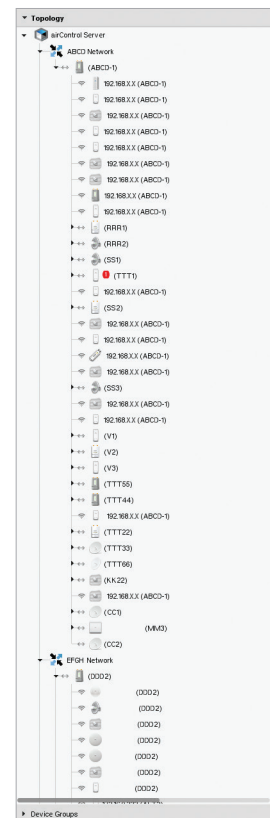 Topology
airControl Server
ABCD Network
(ABCD-1)
192.168.X.X (ABCD-1)
192.168.X.X (ABCD-1)
192.168.X.X (ABCD-1)
192.168.X.X (ABCD-1)
192.168.X.X (ABCD-1)
192.168.X.X (ABCD-1)
192.168.X.X (ABCD-1)
192.168.X.X (ABCD-1)
192.168.X.X (ABCD-1)
(RRR1)
(RRR2)
(SS1)
(TTT1)
192.168.X.X (ABCD-1)
(SS2)
192.168.X.X (ABCD-1)
192.168.X.X (ABCD-1)
192.168.X.X (ABCD-1)
192.168.X.X (ABCD-1)
(SS3)
192.168.X.X (ABCD-1)
192.168.X.X (ABCD-1)
(V1)
(V2)
(V3)
(TTT55)
(TTT44)
192.168.X.X (ABCD-1)
(TTT22)
(TTT33)
(TTT66)
(KK22)
192.168.X.X (ABCD-1)
(CC1)
(MM3)
(CC2)
EFGH Network
(DDD2)
(DDD2)
(DDD2)
(DDD2)
(DDD2)
(DDD2)
(DDD2)
(DDD2)
Device Groups